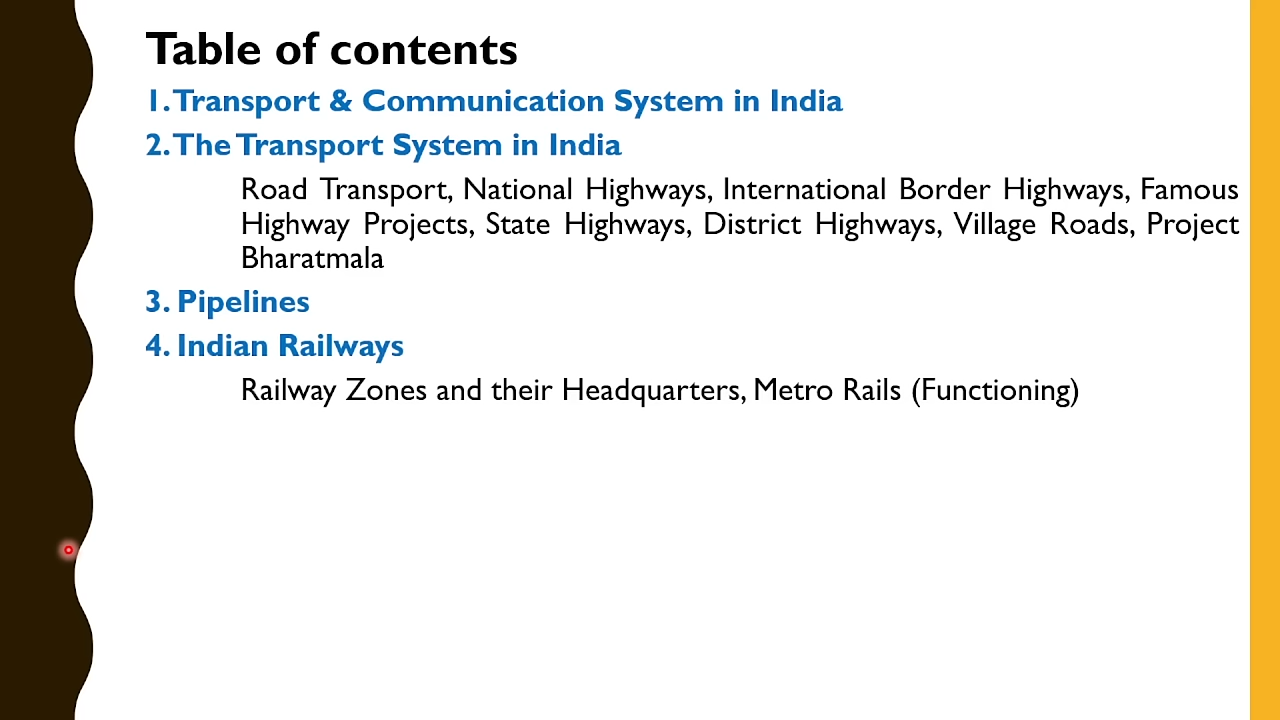 Table of contents
1. Transport & Communication System in India
2. The Transport System in India
Road Transport, National Highways, International Border Highways, Famous
Highway Projects, State Highways, District Highways, Village Roads, Project
Bharatmala
3. Pipelines
4. Indian Railways
Railway Zones and their Headquarters, Metro Rails (Functioning)